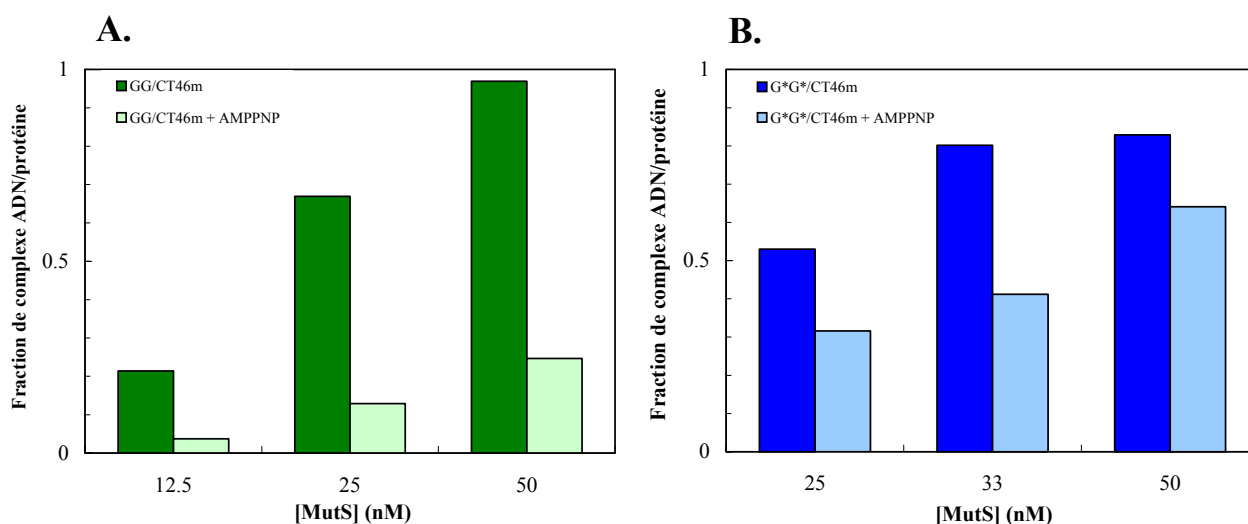 A.
1
GG/CT46m
GG/CT46m + AMPPNP
Fraction de complexe ADN/protéine
0.5
0
12.5
25
50
[MutS] (nM)
B.
1
G*G*/CT46m
G*G*/CT46m + AMPPNP
Fraction de complexe ADN/protéine
0.5
0
25
33
50
[MutS] (nM)